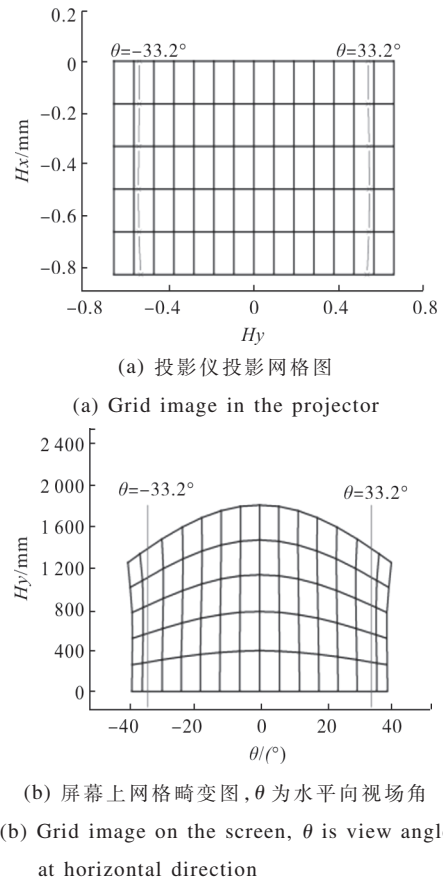 0.2
θ=−33.2°
θ=33.2°
0
−0.2
−0.4
−0.6
−0.8
Hx/mm
−0.8
−0.4
0
0.4
0.8
Hy
(a) 投影仪投影网格图
(a) Grid image in the projector
2 400
2 000
θ=−33.2°
θ=33.2°
1 600
1 200
800
400
0
Hy/mm
−40
−20
0
20
40
θ/(°)
(b) 屏幕上网格畸变图,θ 为水平向视场角
(b) Grid image on the screen, θ is view angle
at horizontal direction